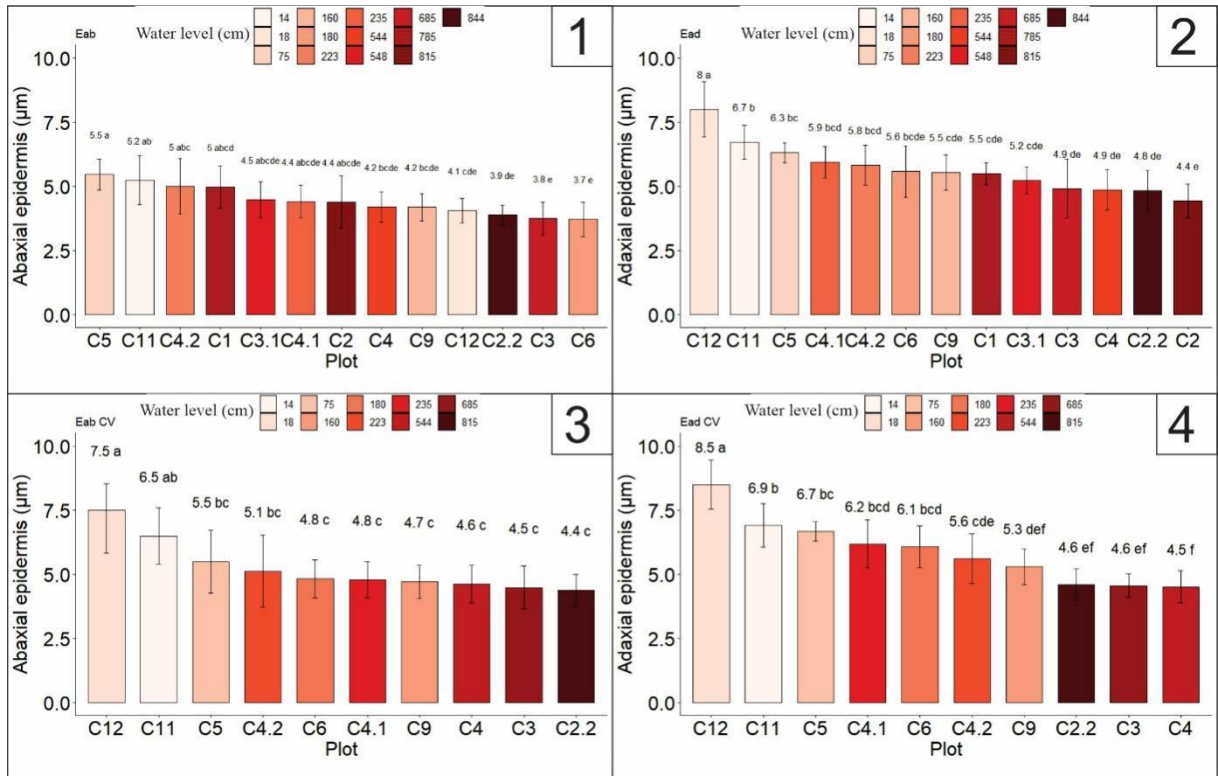 Eab
Water level (cm)
14 160 235 685 844
18 180 544 785
75 223 548 815
1
Abaxial epidermis (µm)
10.0
7.5
5.0
2.5
0.0
5.5 a 5.2 ab 5 abc 5 abcd 4.5 abcde 4.4 abcde 4.4 abcde 4.2 bcde 4.2 bcde 4.1 cde 3.9 de 3.8 e 3.7 e
C5 C11 C4.2 C1 C3.1 C4.1 C2 C4 C9 C12 C2.2 C3 C6
Plot
Ead
Water level (cm)
14 160 235 685 844
18 180 544 785
75 223 548 815
2
Adaxial epidermis (µm)
10.0
7.5
5.0
2.5
0.0
8 a 6.7 b 6.3 bc 5.9 bcd 5.8 bcd 5.6 bcde 5.5 cde 5.5 cde 5.2 cde 4.9 de 4.9 de 4.8 de 4.4 e
C12 C11 C5 C4.1 C4.2 C6 C9 C1 C3.1 C3 C4 C2.2 C2
Plot
Eab CV
Water level (cm)
14 75 180 235 685
18 160 223 544 815
3
Abaxial epidermis (µm)
10.0
7.5
5.0
2.5
0.0
7.5 a 6.5 ab 5.5 bc 5.1 bc 4.8 c 4.8 c 4.7 c 4.6 c 4.5 c 4.4 c
C12 C11 C5 C4.2 C6 C4.1 C9 C4 C3 C2.2
Plot
Ead CV
Water level (cm)
14 75 180 235 685
18 160 223 544 815
4
Adaxial epidermis (µm)
10.0
7.5
5.0
2.5
0.0
8.5 a 6.9 b 6.7 bc 6.2 bcd 6.1 bcd 5.6 cde 5.3 def 4.6 ef 4.6 ef 4.5 f
C12 C11 C5 C4.1 C6 C4.2 C9 C2.2 C3 C4
Plot